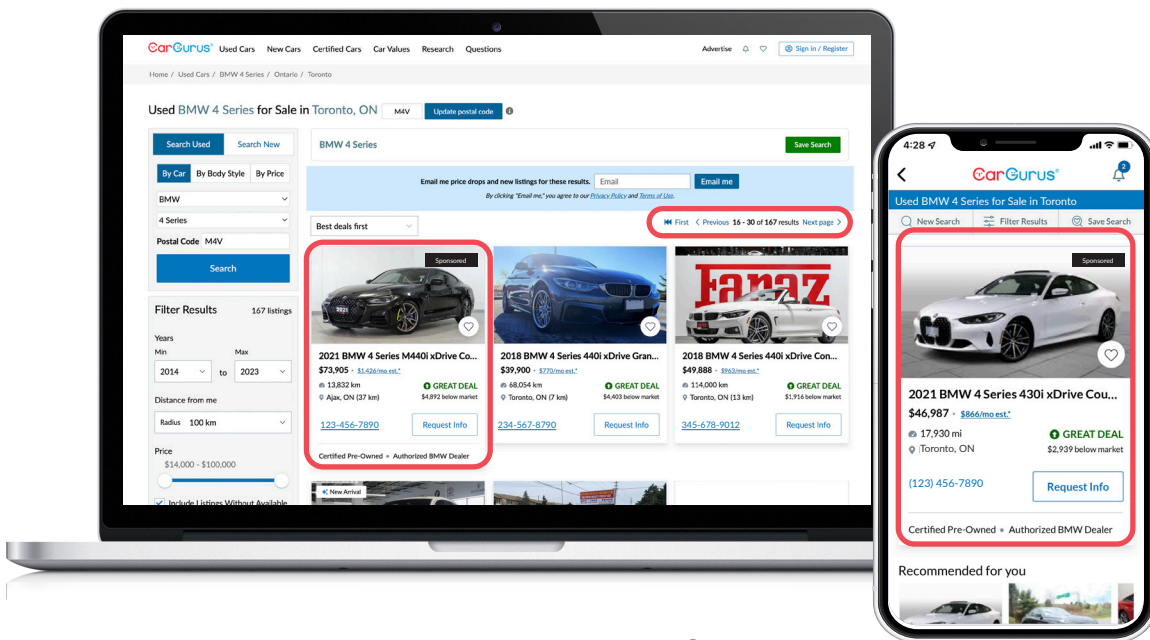 CarGurus Used Cars New Cars Certified Cars Car Values Research Questions Advertise Sign in / Register
Home / Used Cars / BMW 4 Series / Ontario / Toronto
Used BMW 4 Series for Sale in Toronto, ON M4V Update postal code
Search Used Search New
By Car By Body Style By Price
BMW
4 Series
Postal Code M4V
Search
Filter Results 167 listings
Years
Min Max
2014 to 2023
Distance from me
Radius 100 km
Price
$14,000 - $100,000
Include Listings Without Available
BMW 4 Series Save Search
Email me price drops and new listings for these results. Email Email me
By clicking "Email me," you agree to our Privacy Policy and Terms of Use.
Best deals first
First Previous 16 - 30 of 167 results Next page
Sponsored
2021
2021 BMW 4 Series M440i xDrive Co...
$73,905 · $1,426/mo est.*
13,832 km GREAT DEAL
Ajax, ON (37 km) $4,892 below market
123-456-7890 Request Info
Certified Pre-Owned • Authorized BMW Dealer
2018 BMW 4 Series 440i xDrive Gran...
$39,900 · $770/mo est.*
68,054 km GREAT DEAL
Toronto, ON (7 km) $4,403 below market
234-567-8790 Request Info
Faraz
2018 BMW 4 Series 440i xDrive Con...
$49,888 · $963/mo est.*
114,000 km GREAT DEAL
Toronto, ON (13 km) $1,916 below market
345-678-9012 Request Info
New Arrival
4:28
CarGurus
2
Used BMW 4 Series for Sale in Toronto
New Search Filter Results Save Search
Sponsored
2021 BMW 4 Series 430i xDrive Cou...
$46,987 · $866/mo est.*
17,930 mi GREAT DEAL
Toronto, ON $2,939 below market
(123) 456-7890 Request Info
Certified Pre-Owned • Authorized BMW Dealer
Recommended for you